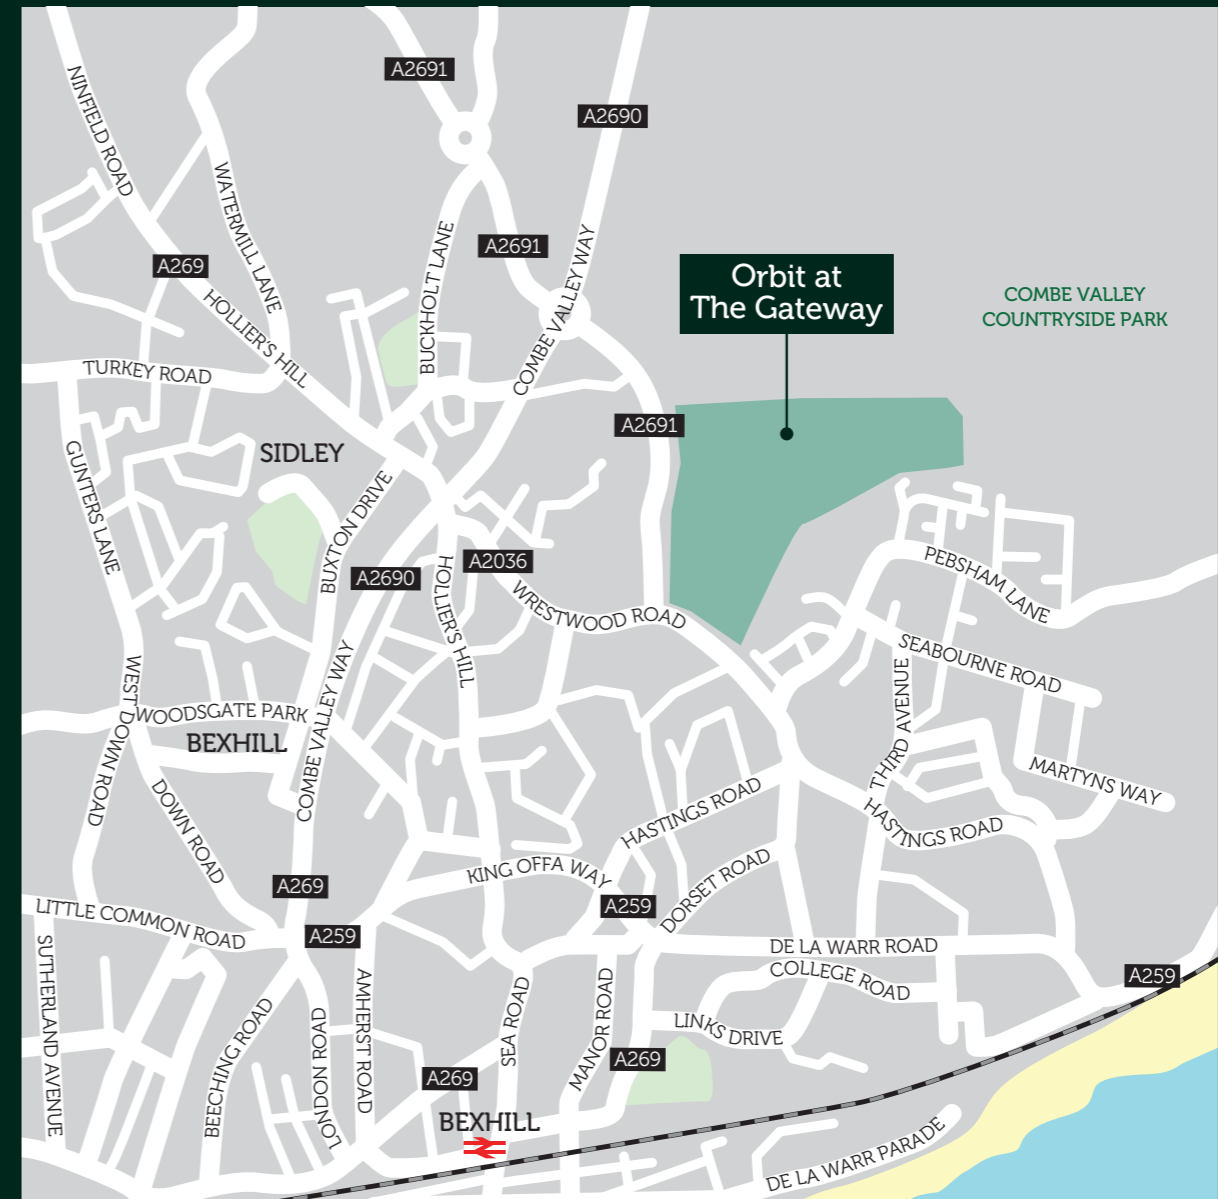 A2691
A2690
NINFIELD ROAD
WATERMILL LANE
BUCKHOLT LANE
A2691
COMBE VALLEY WAY
A269
Orbit at
The Gateway
COMBE VALLEY
COUNTRYSIDE PARK
HOLLIER'S HILL
TURKEY ROAD
A2691
SIDLEY
GUNTERS LANE
BUXTON DRIVE
A2690
A2036
HOLLIER'S HILL
WRESTWOOD ROAD
PEBSHAM LANE
SEABOURNE ROAD
WEST DOWN ROAD
WOODSGATE PARK
BEXHILL
COMBE VALLEY WAY
THIRD AVENUE
MARTYNS WAY
DOWN ROAD
HASTINGS ROAD
HASTINGS ROAD
KING OFFA WAY
DORSET ROAD
A269
A259
LITTLE COMMON ROAD
A259
DE LA WARR ROAD
COLLEGE ROAD
A259
SUTHERLAND AVENUE
BEECHING ROAD
LONDON ROAD
AMHERST ROAD
SEA ROAD
MANOR ROAD
LINKS DRIVE
A269
A269
BEXHILL
DE LA WARR PARADE